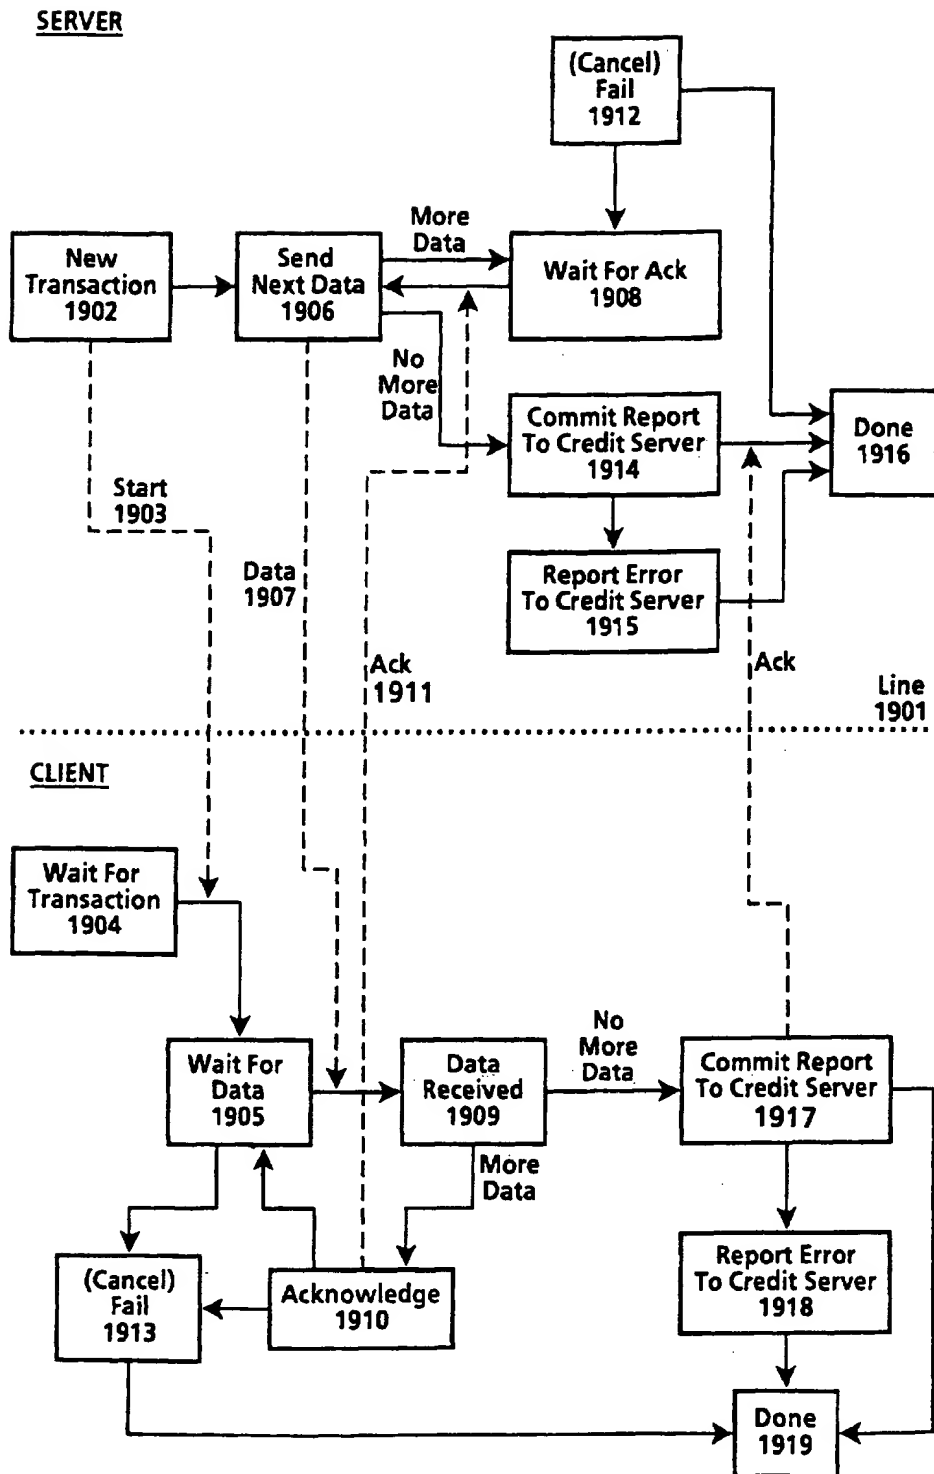 SERVER
(Cancel)
Fail
1912
More
Data
New
Transaction
1902
Send
Next Data
1906
Wait For Ack
1908
No
More
Data
Commit Report
To Credit Server
1914
Done
1916
Start
1903
Data
1907
Report Error
To Credit Server
1915
Ack
1911
Ack
Line
1901
CLIENT
Wait For
Transaction
1904
Wait For
Data
1905
Data
Received
1909
No
More
Data
Commit Report
To Credit Server
1917
More
Data
(Cancel)
Fail
1913
Acknowledge
1910
Report Error
To Credit Server
1918
Done
1919